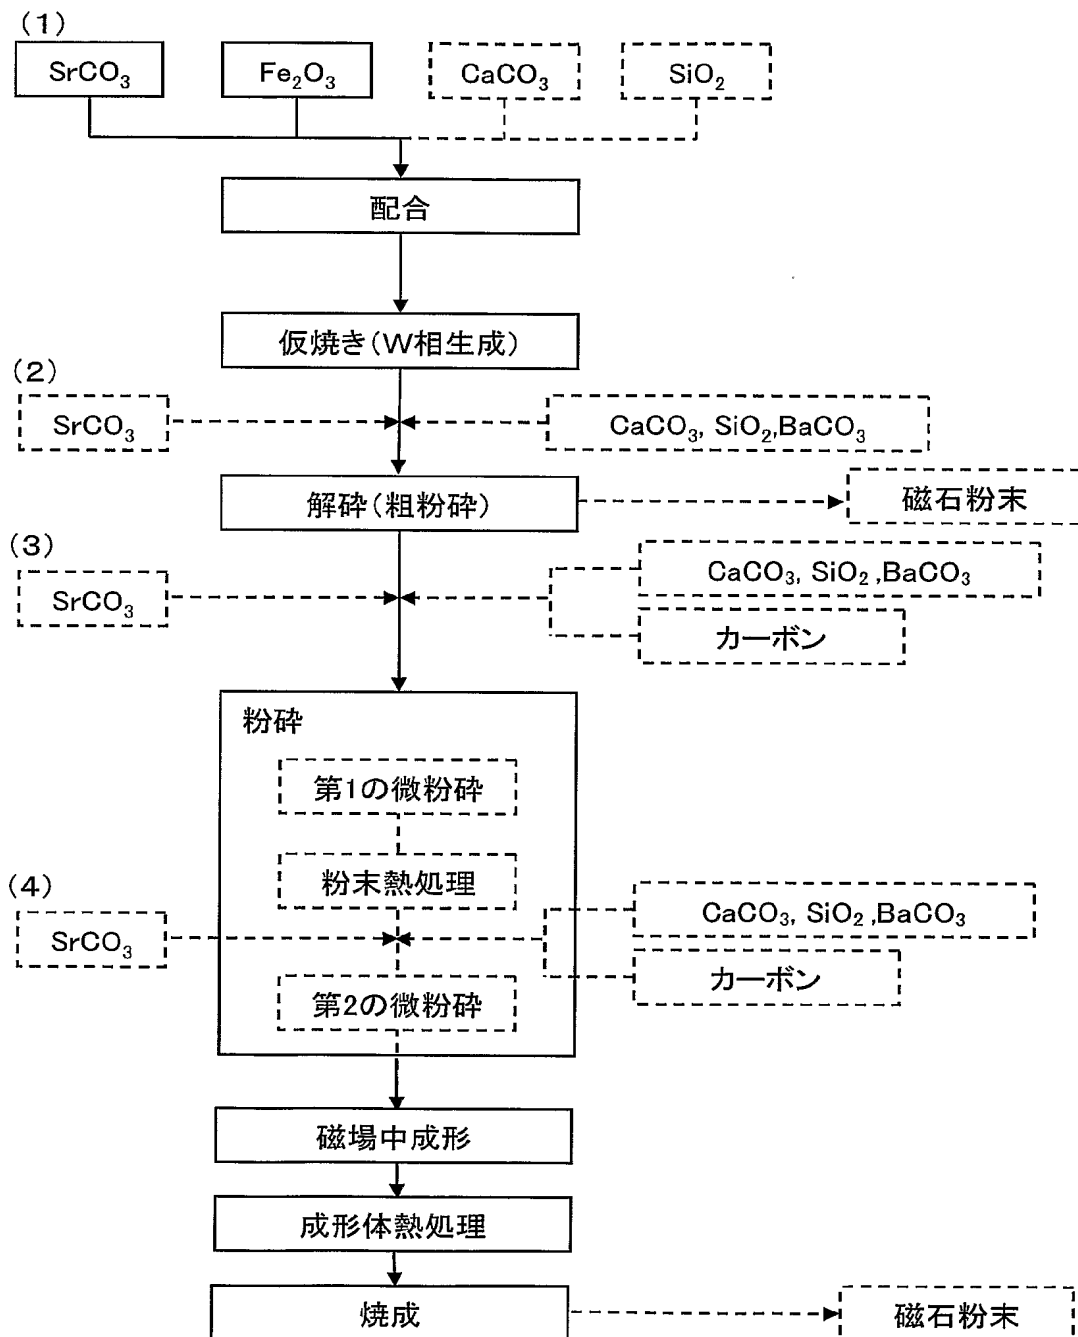 (1)
SrCO₃ Fe₂O₃ CaCO₃ SiO₂
配合
仮焼き(W相生成)
(2)
SrCO₃ CaCO₃, SiO₂,BaCO₃
解砕(粗粉砕) 磁石粉末
(3)
CaCO₃, SiO₂ ,BaCO₃
SrCO₃
カーボン
粉砕
第1の微粉砕
粉末熱処理
(4)
CaCO₃, SiO₂ ,BaCO₃
SrCO₃
カーボン
第2の微粉砕
磁場中成形
成形体熱処理
焼成 磁石粉末